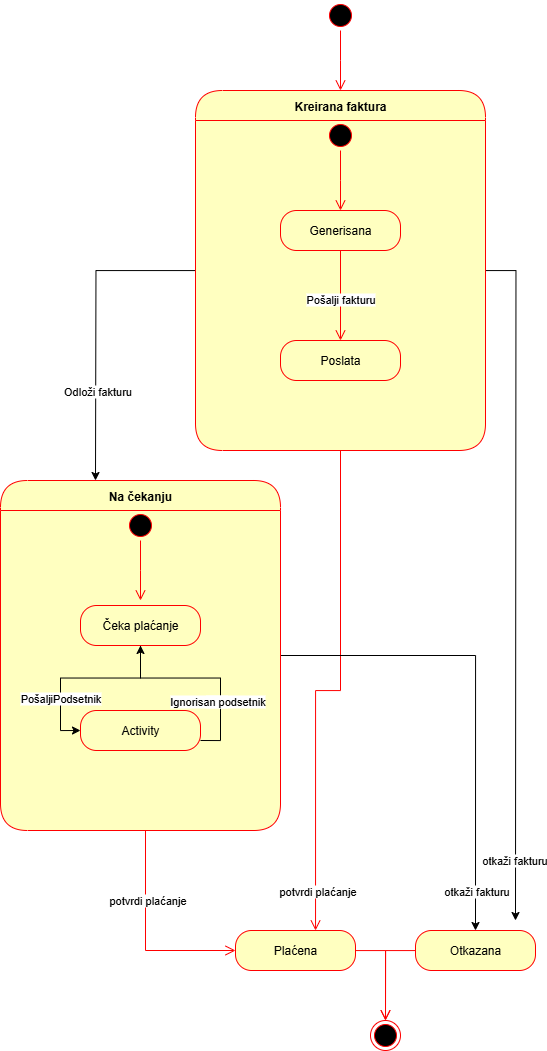 Kreirana faktura
Generisana
Pošalji fakturu
Poslata
Odloži fakturu
Na čekanju
Čeka plaćanje
PošaljiPodsetnik
Ignorisan podsetnik
Activity
otkaži fakturu
potvrdi plaćanje
potvrdi plaćanje
otkaži fakturu
Plaćena
Otkazana